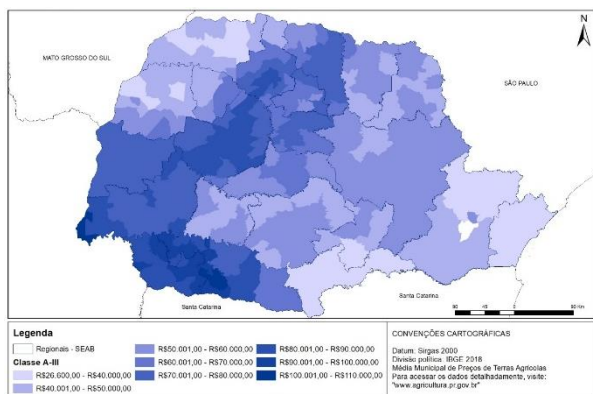 MATO GROSSO DO SUL
N
SÃO PAULO
Santa Catarina
Santa Catarina
Legenda
Regionais - SEAB
Classe A-III
R$26.600,00 - R$40.000,00
R$40.001,00 - R$50.000,00
R$50.001,00 - R$60.000,00
R$60.001,00 - R$70.000,00
R$70.001,00 - R$80.000,00
R$80.001,00 - R$90.000,00
R$90.001,00 - R$100.000,00
R$100.001,00 - R$110.000,00
CONVENÇÕES CARTOGRÁFICAS
Datum: Sirgas 2000
Divisão política: IBGE 2018
Média Municipal de Preços de Terras Agrícolas
Para acessar os dados detalhadamente, visite:
"www.agricultura.pr.gov.br"